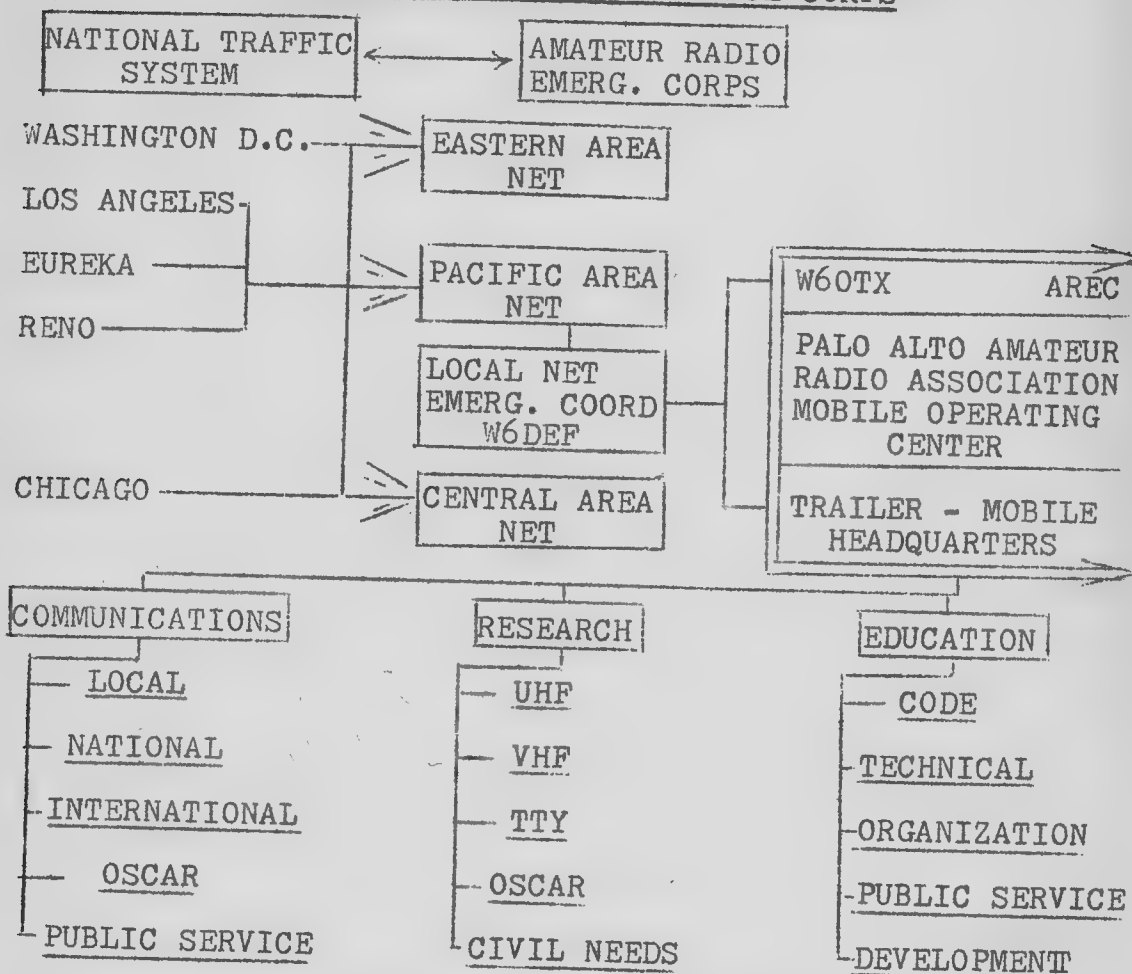 CORPS
NATIONAL TRAFFIC
SYSTEM
AMATEUR RADIO
EMERG. CORPS
WASHINGTON D.C.
EASTERN AREA
NET
LOS ANGELES
EUREKA
RENO
PACIFIC AREA
NET
LOCAL NET
EMERG. COORD
W6DEF
W6OTX AREC
PALO ALTO AMATEUR
RADIO ASSOCIATION
MOBILE OPERATING
CENTER
TRAILER - MOBILE
HEADQUARTERS
CHICAGO
CENTRAL AREA
NET
COMMUNICATIONS
LOCAL
NATIONAL
INTERNATIONAL
OSCAR
PUBLIC SERVICE
RESEARCH
UHF
VHF
TTY
OSCAR
CIVIL NEEDS
EDUCATION
CODE
TECHNICAL
ORGANIZATION
PUBLIC SERVICE
DEVELOPMENT